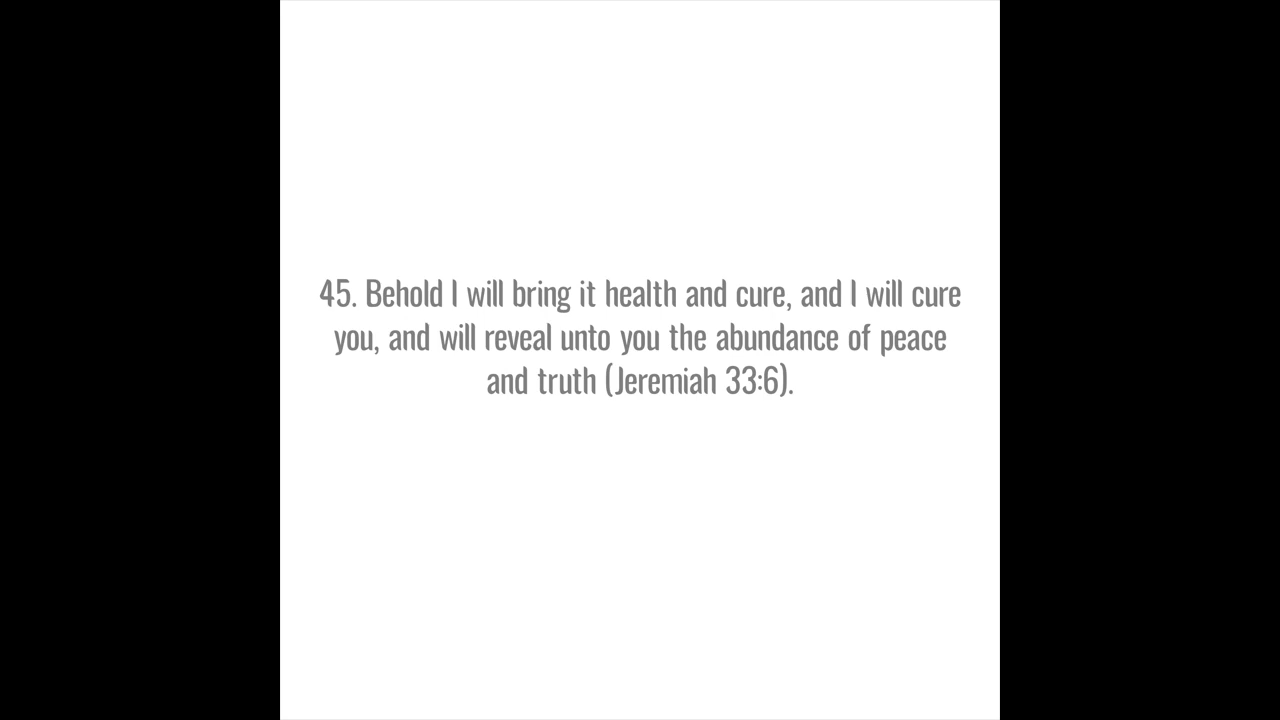 45. Behold I will bring it health and cure, and I will cure
you, and will reveal unto you the abundance of peace
and truth (Jeremiah 33:6).